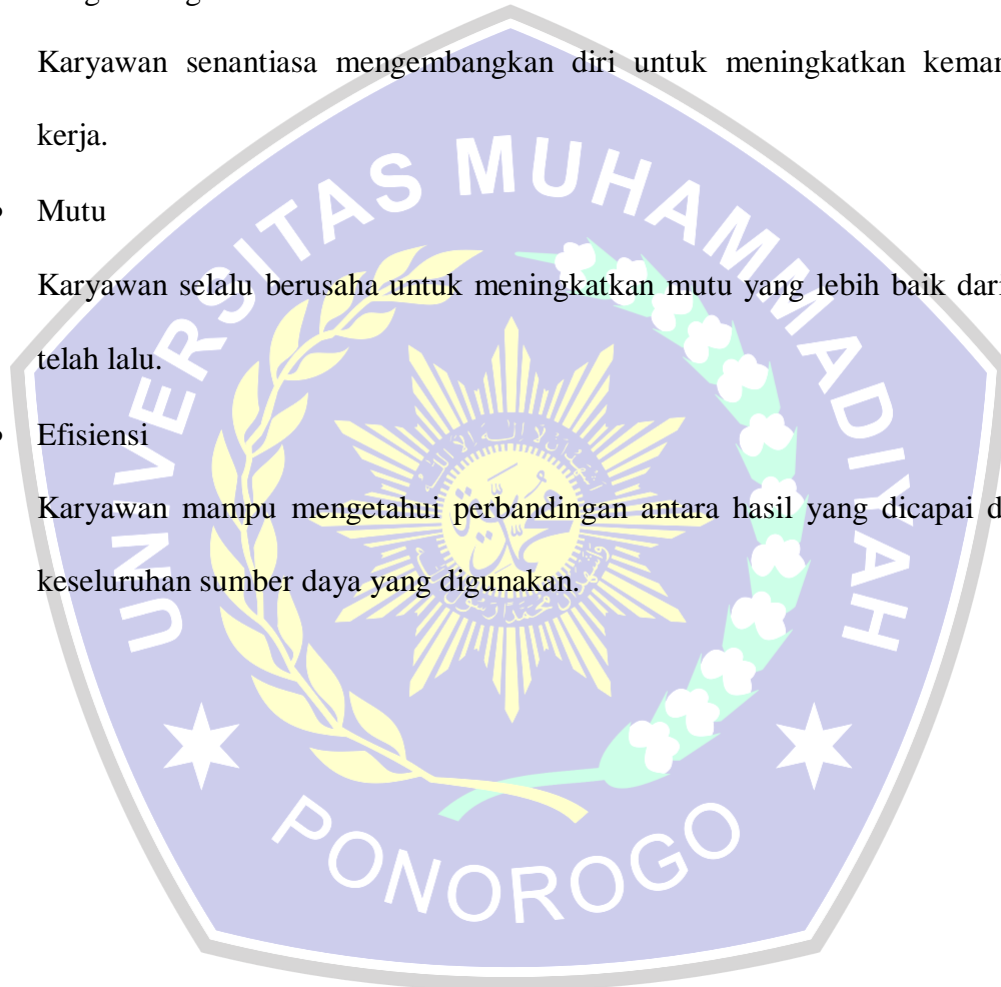 Karyawan senantiasa mengembangkan diri untuk meningkatkan keman
kerja.
• Mutu
Karyawan selalu berusaha untuk meningkatkan mutu yang lebih baik dari
telah lalu.
• Efisiensi
Karyawan mampu mengetahui perbandingan antara hasil yang dicapai d
keseluruhan sumber daya yang digunakan.
UNIVERSITAS MUHAMMADIYAH
PONOROGO